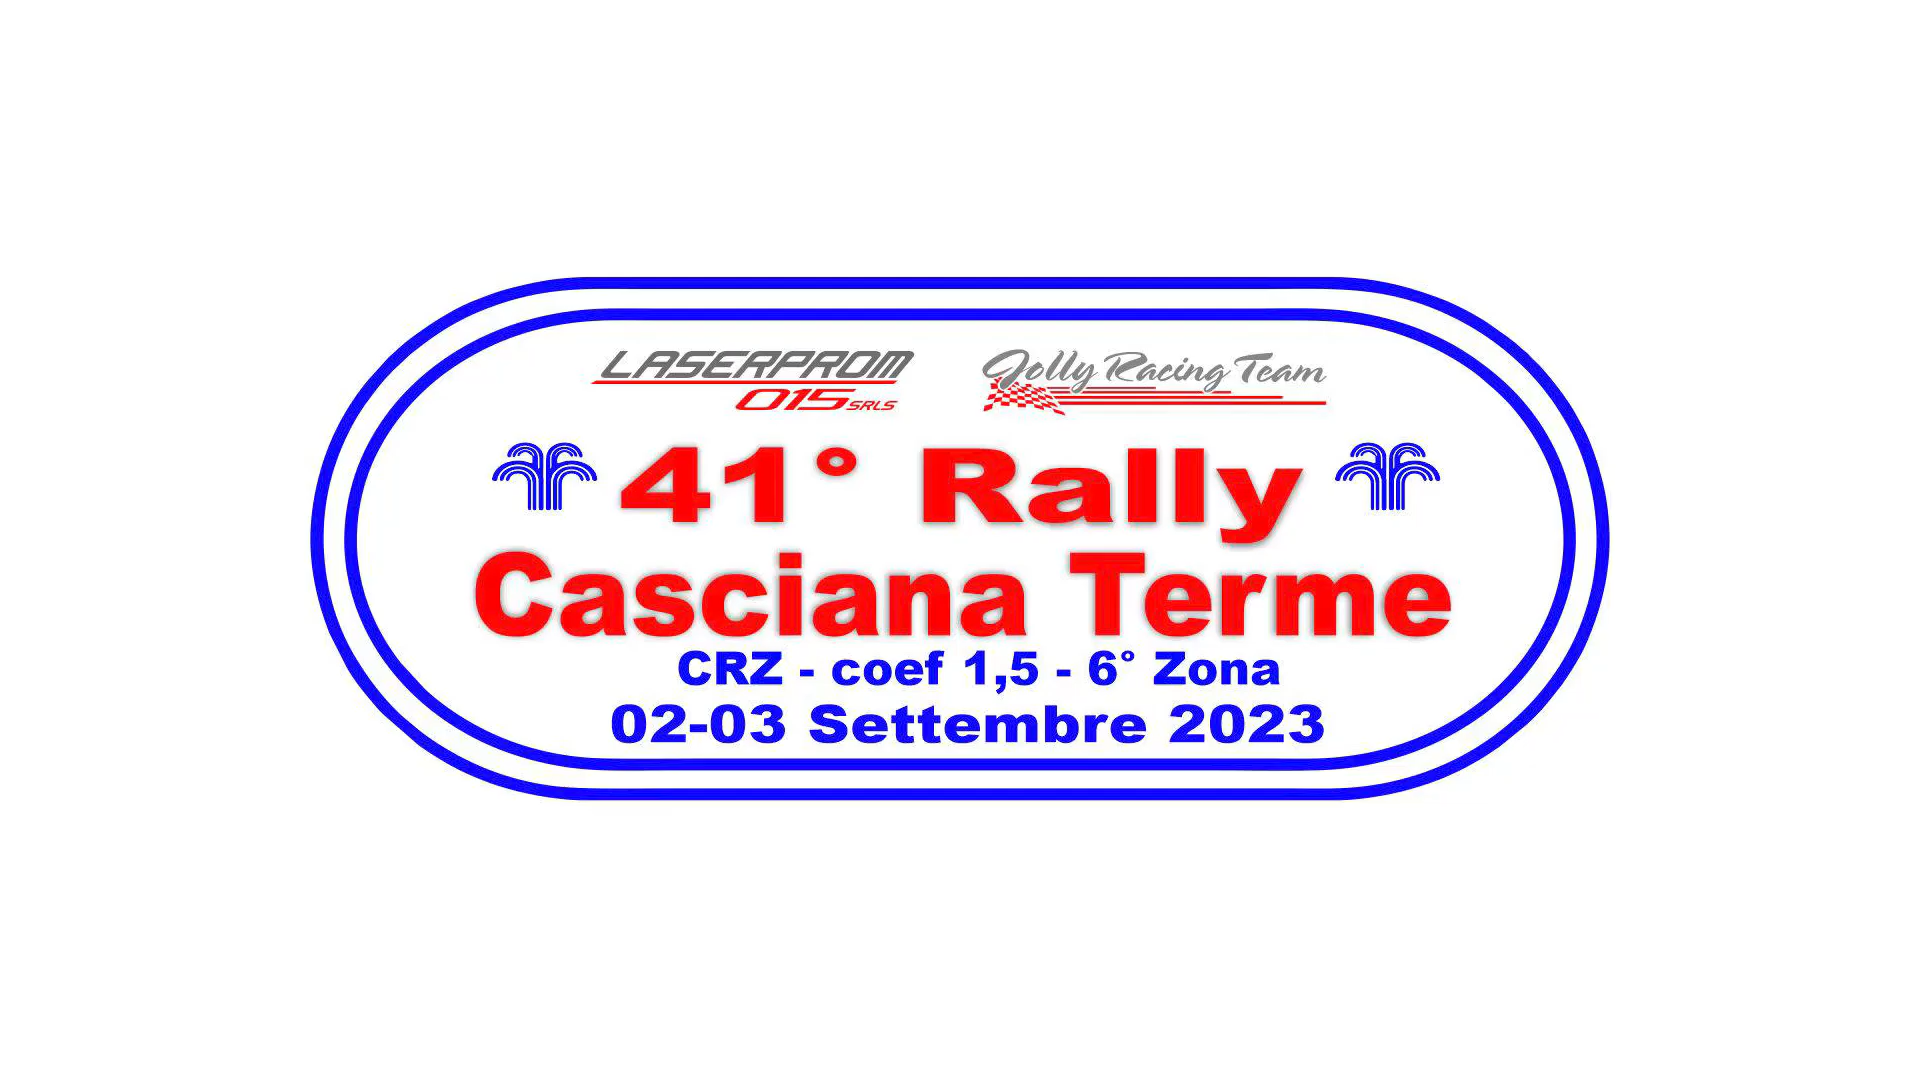 LASERPROM
015 SRLS
Jolly Racing Team
41° Rally
Casciana Terme
CRZ - coef 1,5 - 6° Zona
02-03 Settembre 2023